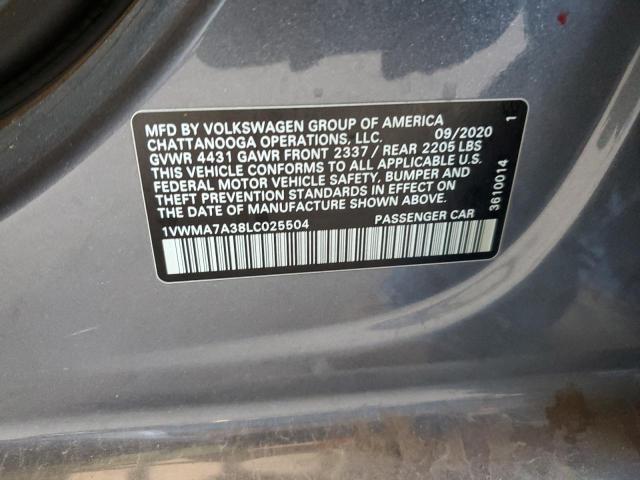 MFD BY VOLKSWAGEN GROUP OF AMERICA
CHATTANOOGA OPERATIONS, LLC. 09/2020 1
GVWR 4431 GAWR FRONT 2337 / REAR 2205 LBS
THIS VEHICLE CONFORMS TO ALL APPLICABLE U.S.
FEDERAL MOTOR VEHICLE SAFETY, BUMPER AND
THEFT PREVENTION STANDARDS IN EFFECT ON
THE DATE OF MANUFACTURE SHOWN ABOVE.
1VWMA7A38LC025504 PASSENGER CAR
3610014